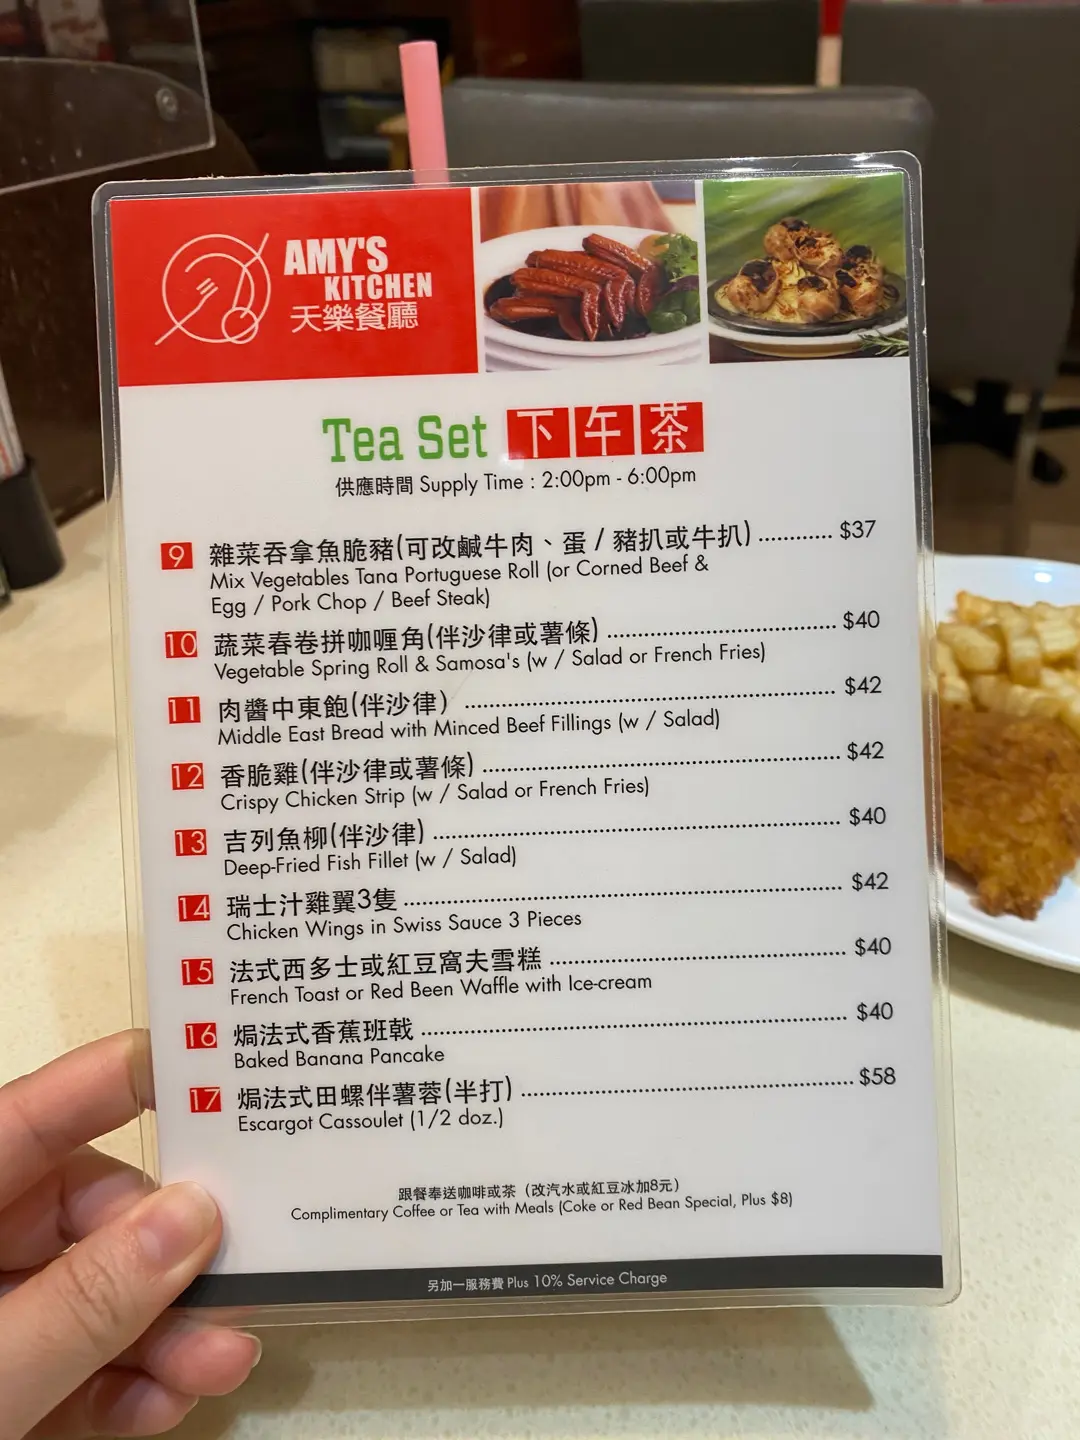 AMY'S
KITCHEN
天樂餐廳
Tea Set 下午茶
供應時間 Supply Time : 2:00pm - 6:00pm
9 雜菜吞拿魚脆豬(可改鹹牛肉、蛋 / 豬扒或牛扒) ............ $37
Mix Vegetables Tana Portuguese Roll (or Corned Beef &
Egg / Pork Chop / Beef Steak)
10 蔬菜春卷拼咖喱角(伴沙律或薯條) ............ $40
Vegetable Spring Roll & Samosa's (w / Salad or French Fries)
11 肉醬中東飽(伴沙律) ............ $42
Middle East Bread with Minced Beef Fillings (w / Salad)
12 香脆雞(伴沙律或薯條) ............ $42
Crispy Chicken Strip (w / Salad or French Fries)
13 吉列魚柳(伴沙律) ............ $40
Deep-Fried Fish Fillet (w / Salad)
14 瑞士汁雞翼3隻 ............ $42
Chicken Wings in Swiss Sauce 3 Pieces
15 法式西多士或紅豆窩夫雪糕 ............ $40
French Toast or Red Been Waffle with Ice-cream
16 焗法式香蕉班戟 ............ $40
Baked Banana Pancake
17 焗法式田螺伴薯蓉(半打) ............ $58
Escargot Cassoulet (1/2 doz.)
跟餐奉送咖啡或茶（改汽水或紅豆冰加8元）
Complimentary Coffee or Tea with Meals (Coke or Red Bean Special, Plus $8)
另加一服務費 Plus 10% Service Charge